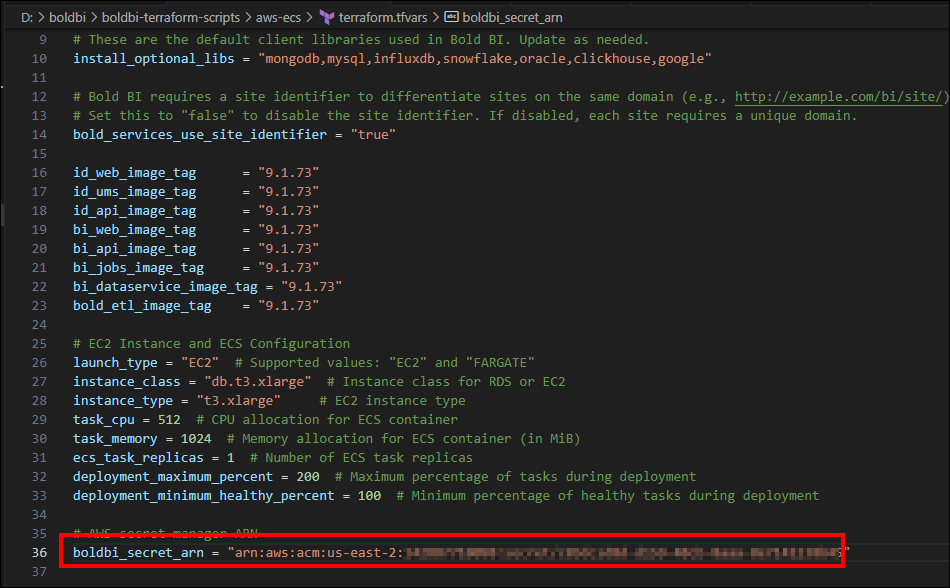 D: > boldbi > boldbi-terraform-scripts > aws-ecs > terraform.tfvars > boldbi_secret_arn
9 # These are the default client libraries used in Bold BI. Update as needed.
10 install_optional_libs = "mongodb,mysql,influxdb,snowflake,oracle,clickhouse,google"
11
12 # Bold BI requires a site identifier to differentiate sites on the same domain (e.g., http://example.com/bi/site/)
13 # Set this to "false" to disable the site identifier. If disabled, each site requires a unique domain.
14 bold_services_use_site_identifier = "true"
15
16 id_web_image_tag = "9.1.73"
17 id_ums_image_tag = "9.1.73"
18 id_api_image_tag = "9.1.73"
19 bi_web_image_tag = "9.1.73"
20 bi_api_image_tag = "9.1.73"
21 bi_jobs_image_tag = "9.1.73"
22 bi_dataservice_image_tag = "9.1.73"
23 bold_etl_image_tag = "9.1.73"
24
25 # EC2 Instance and ECS Configuration
26 launch_type = "EC2" # Supported values: "EC2" and "FARGATE"
27 instance_class = "db.t3.xlarge" # Instance class for RDS or EC2
28 instance_type = "t3.xlarge" # EC2 instance type
29 task_cpu = 512 # CPU allocation for ECS container
30 task_memory = 1024 # Memory allocation for ECS container (in MiB)
31 ecs_task_replicas = 1 # Number of ECS task replicas
32 deployment_maximum_percent = 200 # Maximum percentage of tasks during deployment
33 deployment_minimum_healthy_percent = 100 # Minimum percentage of healthy tasks during deployment
34
35 # AWS secret manager ARN
36 boldbi_secret_arn = "arn:aws:acm:us-east-2:"
37